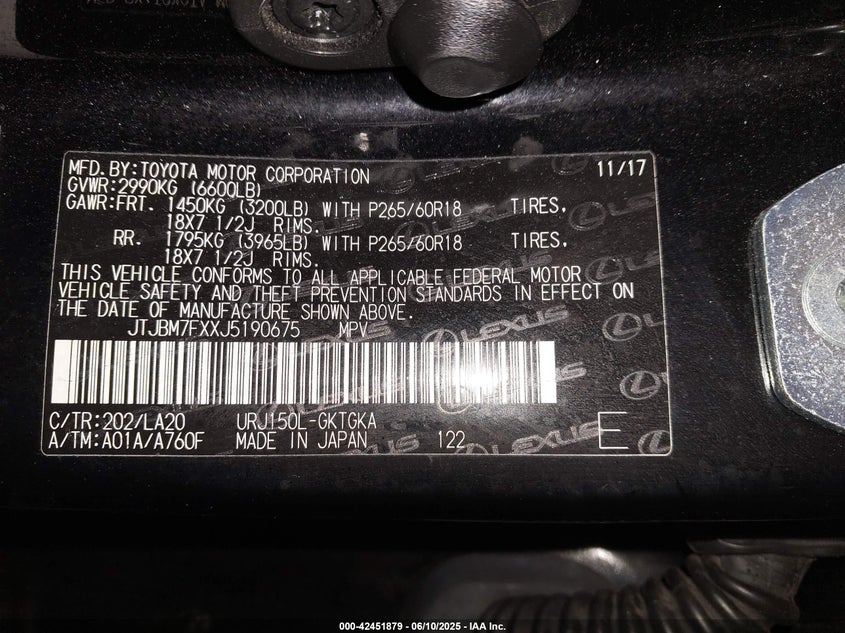 MFD.BY:TOYOTA MOTOR CORPORATION 11/17
GVWR:2990KG (6600LB)
GAWR:FRT. 1450KG (3200LB) WITH P265/60R18 TIRES,
18X7 1/2J RIMS.
RR. 1795KG (3965LB) WITH P265/60R18 TIRES,
18X7 1/2J RIMS.
THIS VEHICLE CONFORMS TO ALL APPLICABLE FEDERAL MOTOR
VEHICLE SAFETY AND THEFT PREVENTION STANDARDS IN EFFECT ON
THE DATE OF MANUFACTURE SHOWN ABOVE.
JTJBM7FXXJ5190675 MPV
C/TR:202/LA20 URJ150L-GKTGKA
A/TM:A01A/A760F MADE IN JAPAN 122 E
LEXUS
LEXUS
LEXUS
LEXUS
000-42451879 - 06/10/2025 - IAA Inc.